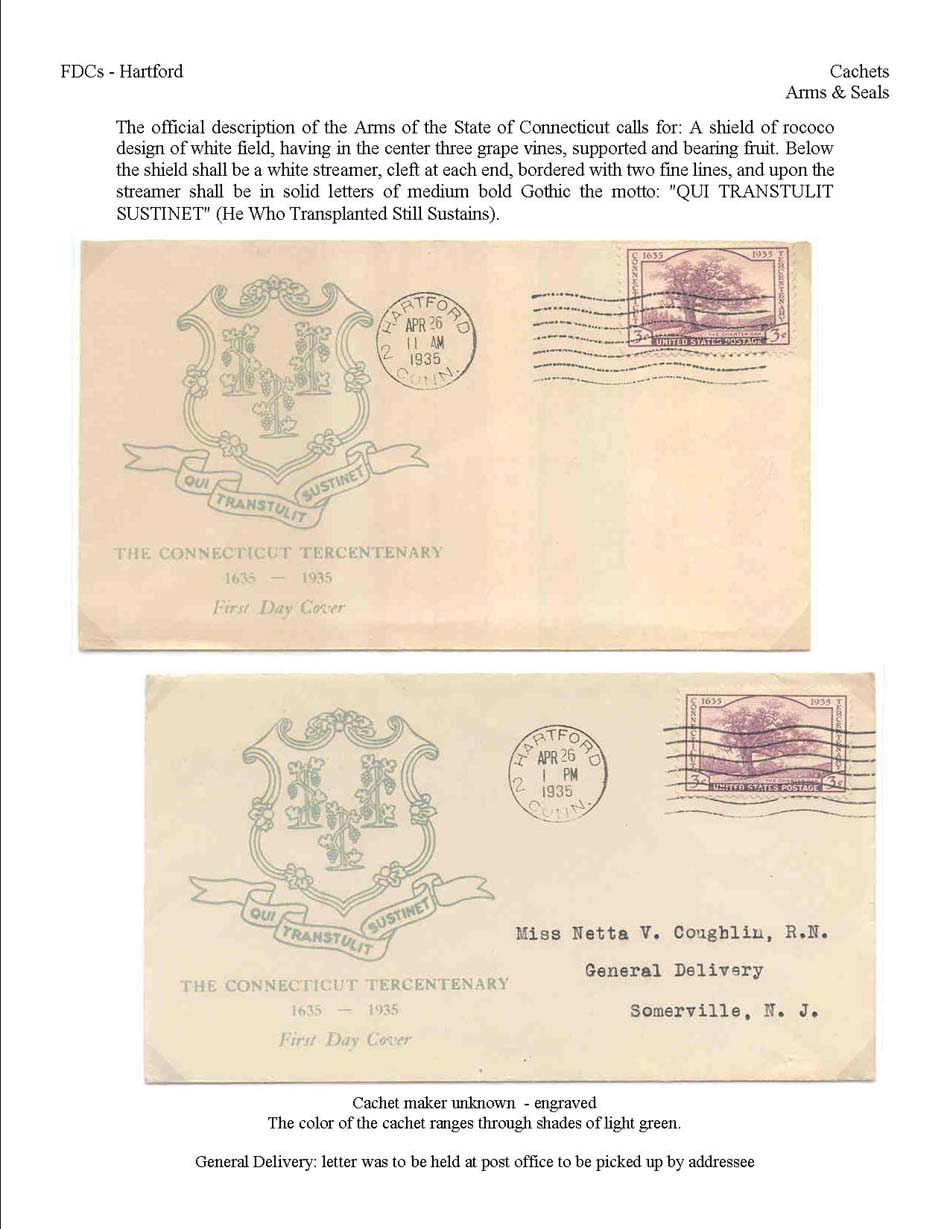 FDCs - Hartford
Cachets
Arms & Seals
The official description of the Arms of the State of Connecticut calls for: A shield of rococo
design of white field, having in the center three grape vines, supported and bearing fruit. Below
the shield shall be a white streamer, cleft at each end, bordered with two fine lines, and upon the
streamer shall be in solid letters of medium bold Gothic the motto: "QUI TRANSTULIT
SUSTINET" (He Who Transplanted Still Sustains).
1635 1935
CONNECTICUT
TERCENTENARY
THE CHARTER OAK
3c 3c
UNITED STATES POSTAGE
HARTFORD
APR 26
11 AM
1935
2 CONN.
QUI TRANSTULIT SUSTINET
THE CONNECTICUT TERCENTENARY
1635 — 1935
First Day Cover
1635 1935
CONNECTICUT
TERCENTENARY
THE CHARTER OAK
3c 3c
UNITED STATES POSTAGE
HARTFORD
APR 26
1 PM
1935
2 CONN.
QUI TRANSTULIT SUSTINET
Miss Netta V. Coughlin, R.N.
General Delivery
Somerville, N. J.
THE CONNECTICUT TERCENTENARY
1635 — 1935
First Day Cover
Cachet maker unknown - engraved
The color of the cachet ranges through shades of light green.
General Delivery: letter was to be held at post office to be picked up by addressee